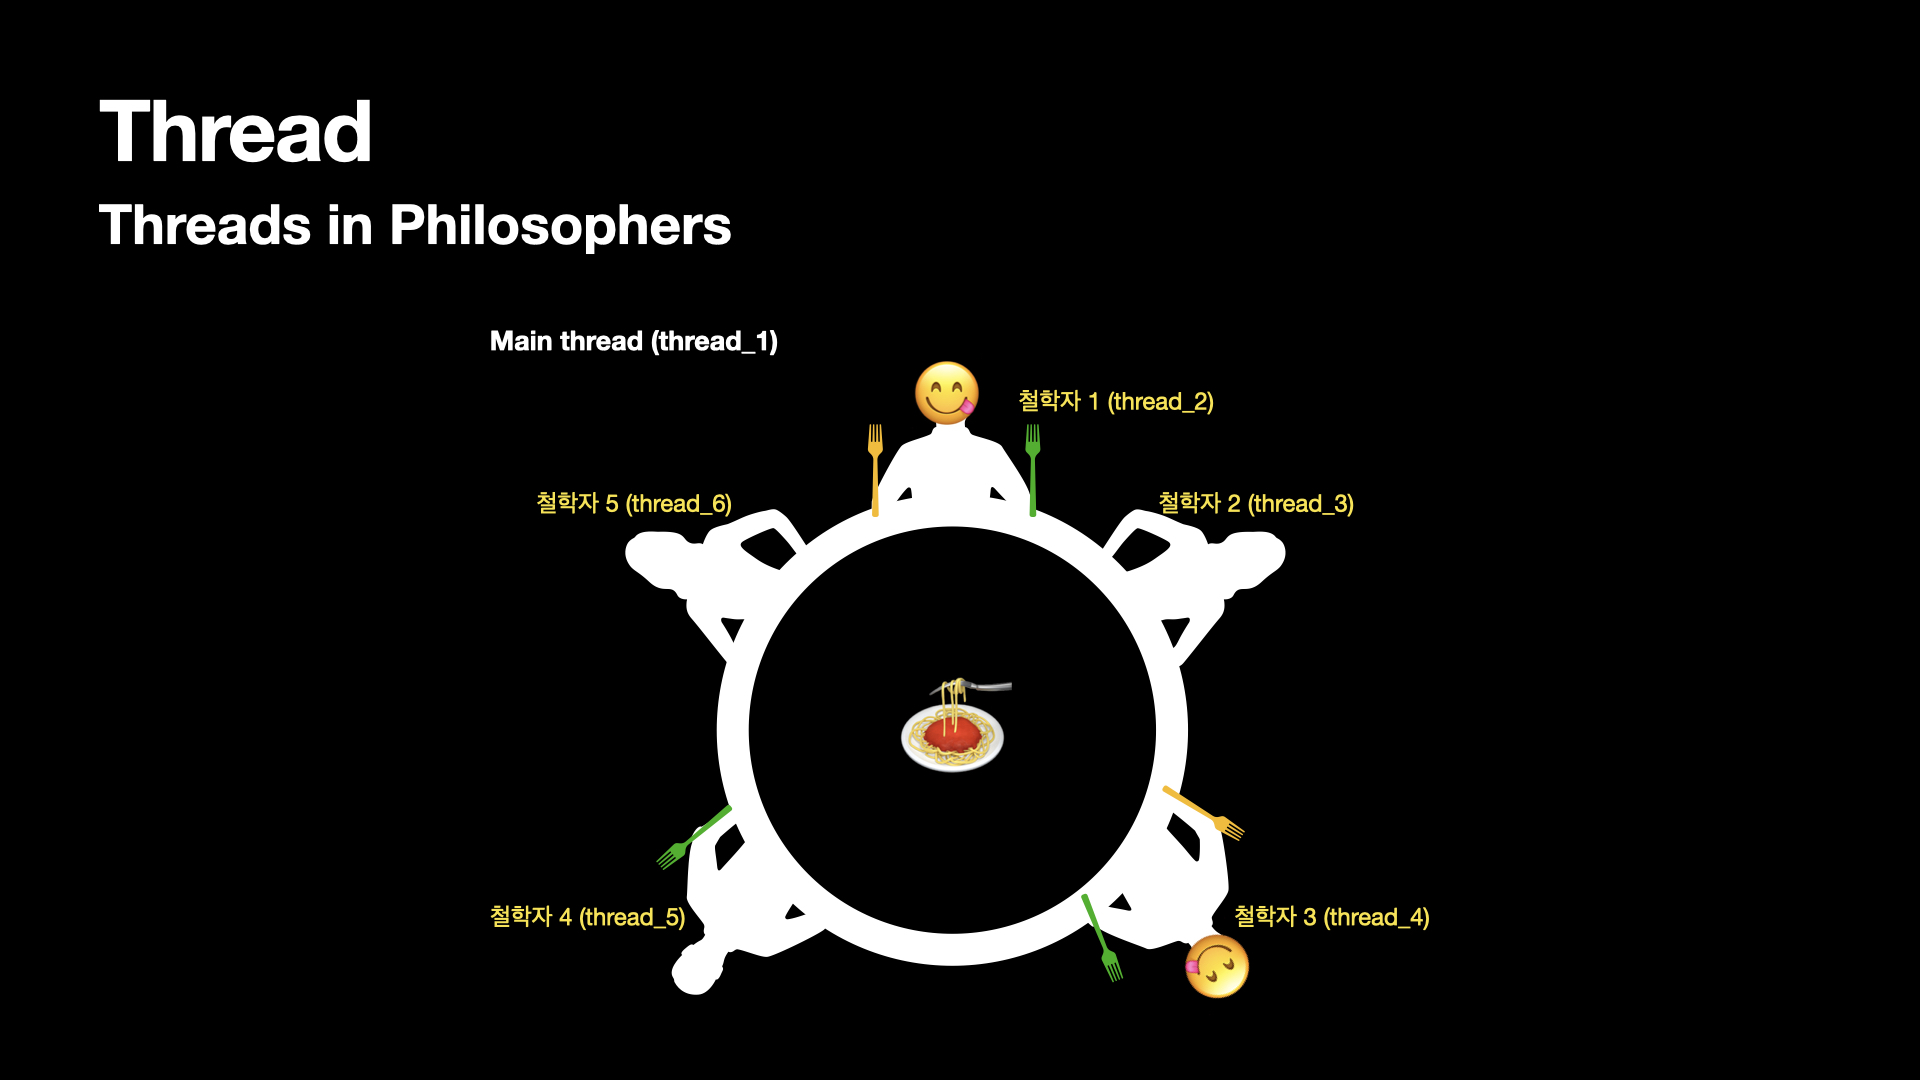 Thread
Threads in Philosophers
Main thread (thread_1)
철학자 1 (thread_2)
철학자 5 (thread_6)
철학자 2 (thread_3)
철학자 4 (thread_5)
철학자 3 (thread_4)